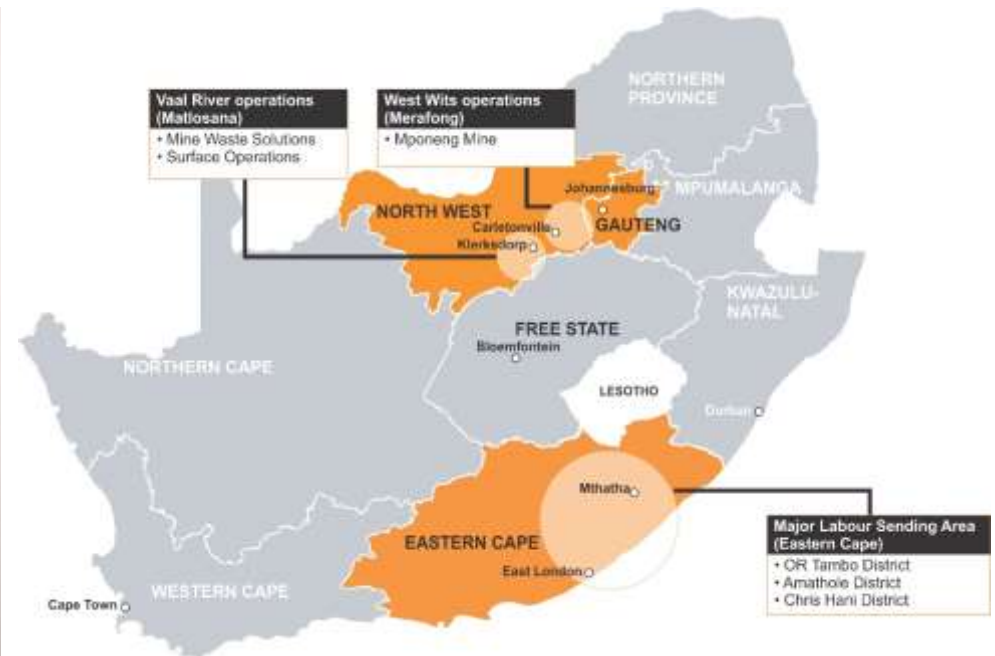 NORTHERN
PROVINCE
Vaal River operations
(Matlosana)
• Mine Waste Solutions
• Surface Operations
West Wits operations
(Merafong)
• Mponeng Mine
Johannesburg
MPUMALANGA
NORTH WEST
Carletonville
GAUTENG
Klerksdorp
KWAZULU-
NATAL
FREE STATE
Bloemfontein
NORTHERN CAPE
LESOTHO
Durban
Mthatha
Major Labour Sending Area
(Eastern Cape)
• OR Tambo District
• Amathole District
• Chris Hani District
EASTERN CAPE
East London
WESTERN CAPE
Cape Town